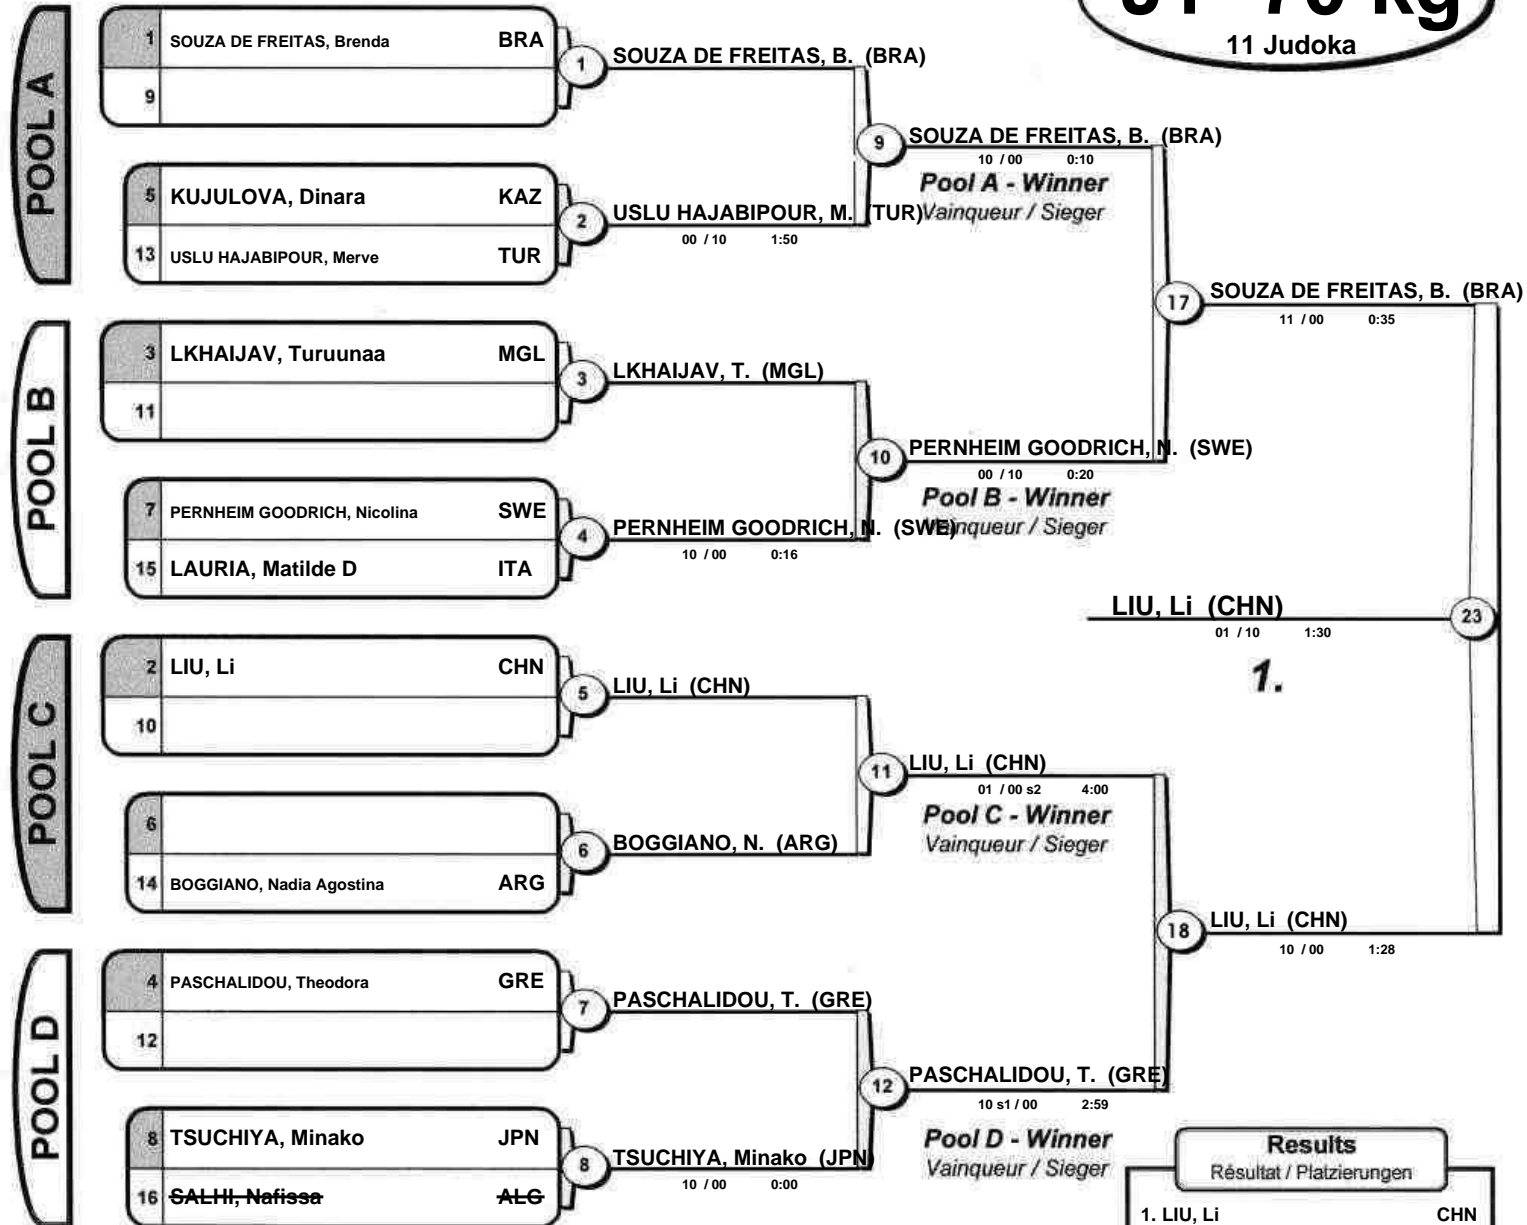 11 Judoka
POOL A
1 SOUZA DE FREITAS, Brenda BRA
9
1
SOUZA DE FREITAS, B. (BRA)
5 KUJULOVA, Dinara KAZ
13 USLU HAJABIPOUR, Merve TUR
2
USLU HAJABIPOUR, M. (TUR)
00 / 10 1:50
9
SOUZA DE FREITAS, B. (BRA)
10 / 00 0:10
Pool A - Winner
Vainqueur / Sieger
POOL B
3 LKHAIJAV, Turuunaa MGL
11
3
LKHAIJAV, T. (MGL)
7 PERNHEIM GOODRICH, Nicolina SWE
15 LAURIA, Matilde D ITA
4
PERNHEIM GOODRICH, N. (SWE)
10 / 00 0:16
10
PERNHEIM GOODRICH, N. (SWE)
00 / 10 0:20
Pool B - Winner
Vainqueur / Sieger
17
SOUZA DE FREITAS, B. (BRA)
11 / 00 0:35
LIU, Li (CHN)
23
01 / 10 1:30
1.
POOL C
2 LIU, Li CHN
10
5
LIU, Li (CHN)
6
14 BOGGIANO, Nadia Agostina ARG
6
BOGGIANO, N. (ARG)
11
LIU, Li (CHN)
01 / 00 s2 4:00
Pool C - Winner
Vainqueur / Sieger
POOL D
4 PASCHALIDOU, Theodora GRE
12
7
PASCHALIDOU, T. (GRE)
8 TSUCHIYA, Minako JPN
16 SALHI, Nafissa ALG
8
TSUCHIYA, Minako (JPN)
10 / 00 0:00
12
PASCHALIDOU, T. (GRE)
10 s1 / 00 2:59
Pool D - Winner
Vainqueur / Sieger
18
LIU, Li (CHN)
10 / 00 1:28
Results
Résultat / Platzierungen
1. LIU, Li CHN